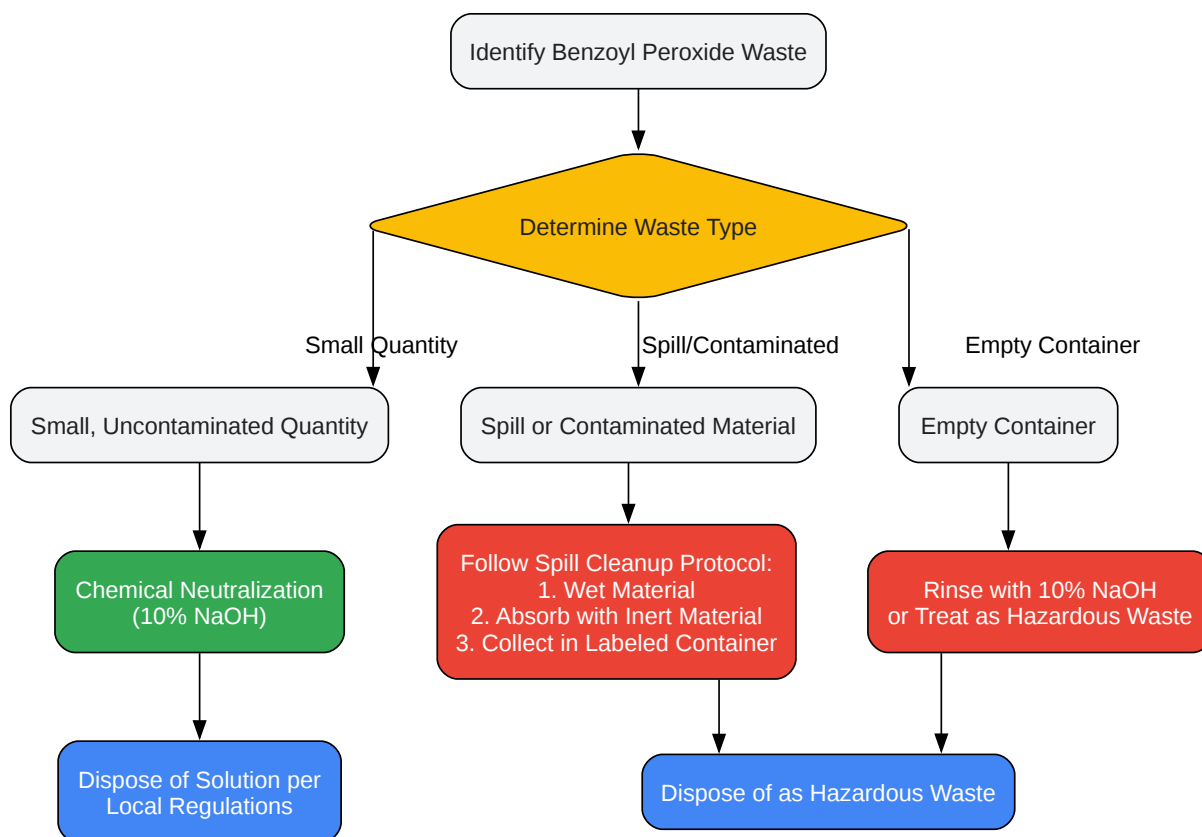 Identify Benzoyl Peroxide Waste
Determine Waste Type
Small Quantity
Spill/Contaminated
Empty Container
Small, Uncontaminated Quantity
Spill or Contaminated Material
Empty Container
Chemical Neutralization
(10% NaOH)
Follow Spill Cleanup Protocol:
1. Wet Material
2. Absorb with Inert Material
3. Collect in Labeled Container
Rinse with 10% NaOH
or Treat as Hazardous Waste
Dispose of Solution per
Local Regulations
Dispose of as Hazardous Waste